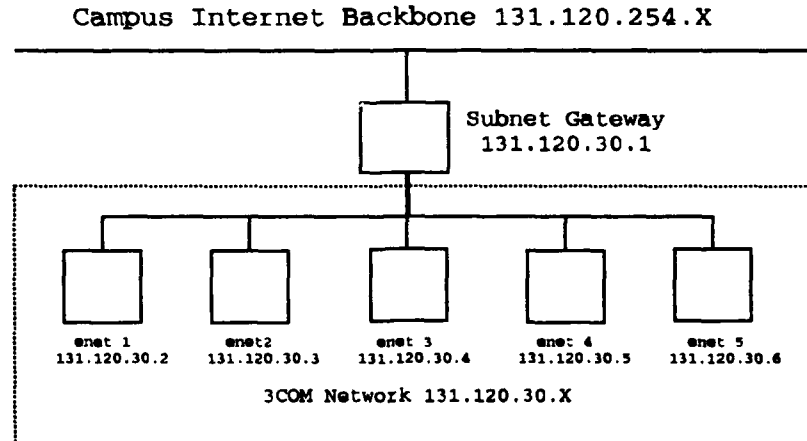 Campus Internet Backbone 131.120.254.X
Subnet Gateway
131.120.30.1
enet 1
131.120.30.2
enet2
131.120.30.3
enet 3
131.120.30.4
enet 4
131.120.30.5
enet 5
131.120.30.6
3COM Network 131.120.30.X